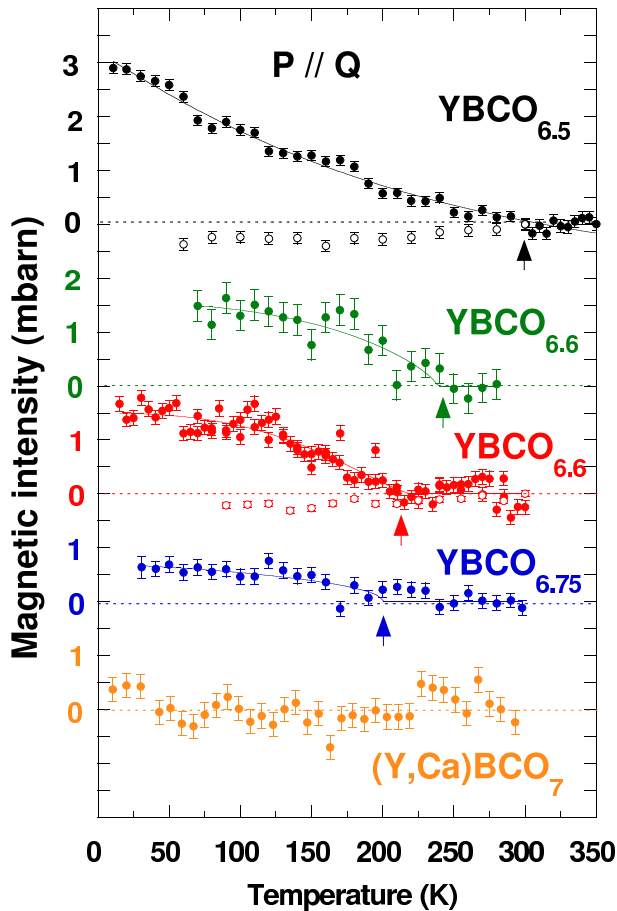 P // Q
YBCO6.5
3
2
1
0
YBCO6.6
2
1
0
YBCO6.6
1
0
YBCO6.75
1
0
1
0
(Y,Ca)BCO7
Magnetic intensity (mbarn)
0 50 100 150 200 250 300 350
Temperature (K)